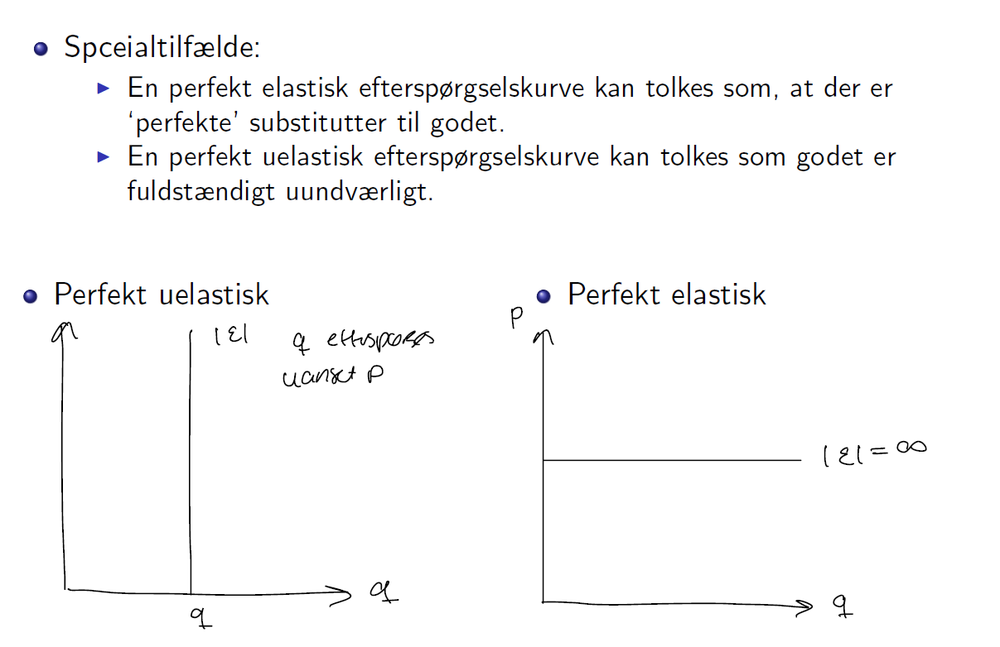 Spceialtilfælde:
En perfekt elastisk efterspørgselskurve kan tolkes som, at der er
‘perfekte’ substitutter til godet.
En perfekt uelastisk efterspørgselskurve kan tolkes som godet er
fuldstændigt uundværligt.
Perfekt uelastisk
|ε| q
uanset p
q
q
Perfekt elastisk
p
|ε| = ∞
q